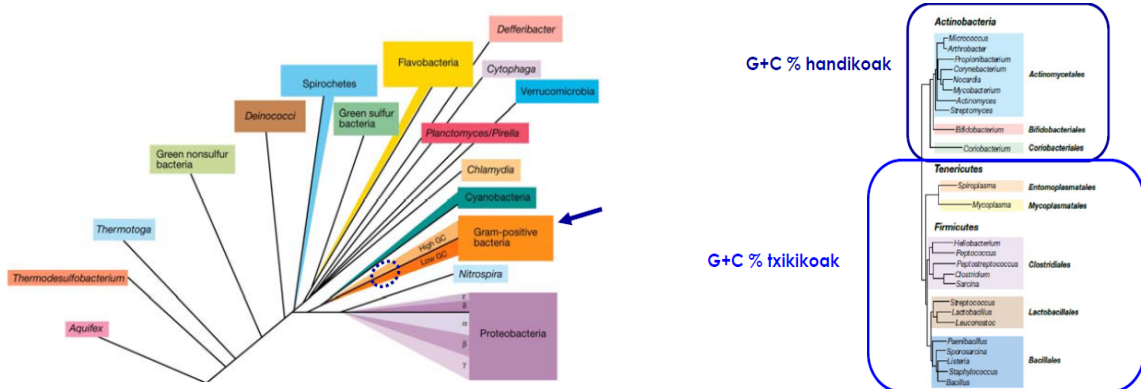 Defferibacter
Flavobacteria
Cytophaga
Spirochetes
Verrucomicrobia
Deinococci
Green sulfur
bacteria
Planctomyces/Pirella
Green nonsulfur
bacteria
Chlamydia
Cyanobacteria
Thermotoga
High GC
Gram-positive
bacteria
Low GC
Nitrospira
Thermodesulfobacterium
Aquifex
ε
δ
α
β
γ
Proteobacteria
G+C % handikoak
Actinobacteria
Micrococcus
Arthrobacter
Propionibacterium
Corynebacterium
Nocardia
Mycobacterium
Actinomyces
Streptomyces
Actinomycetales
Bifidobacterium
Bifidobacteriales
Coriobacterium
Coriobacteriales
G+C % txikikoak
Tenericutes
Spiroplasma
Entomoplasmatales
Mycoplasma
Mycoplasmatales
Firmicutes
Heliobacterium
Peptococcus
Peptostreptococcus
Clostridium
Sarcina
Clostridiales
Streptococcus
Lactobacillus
Leuconostoc
Lactobacillales
Paenibacillus
Sporosarcina
Listeria
Staphylococcus
Bacillus
Bacillales